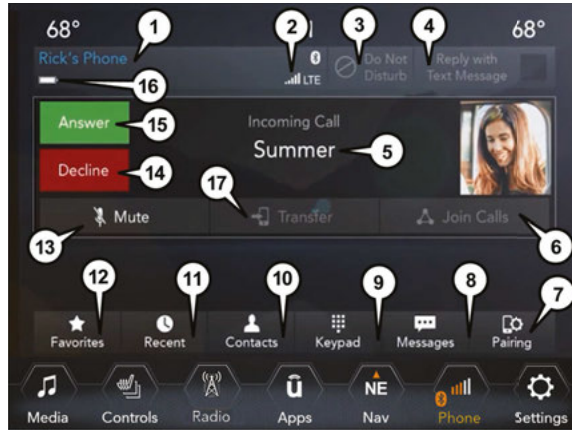 68°
68°
1
2
3
4
Rick's Phone
LTE
Do Not
Disturb
Reply with
Text Message
16
Answer
15
Incoming Call
Summer
5
Decline
14
17
Mute
Transfer
Join Calls
13
6
12
11
10
9
8
7
Favorites
Recent
Contacts
Keypad
Messages
Pairing
û
NE
Media
Controls
Radio
Apps
Nav
Phone
Settings